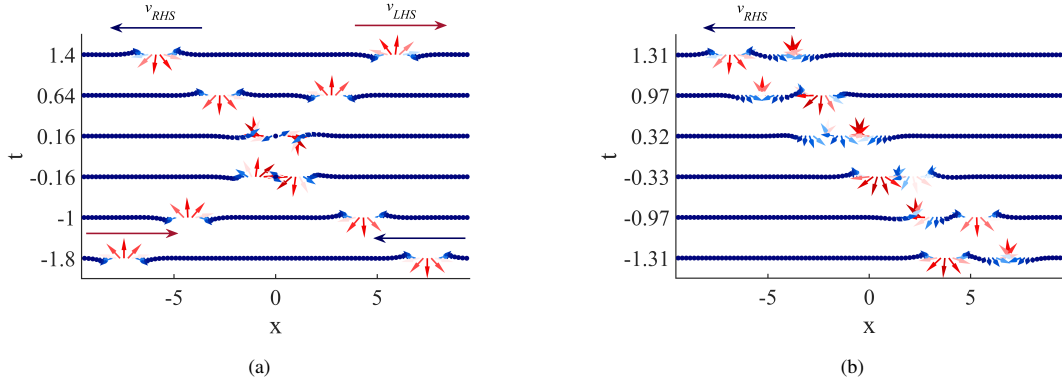 v_RHS v_LHS
1.4
0.64
0.16
-0.16
-1
-1.8
t
-5 0 5
x
(a)
v_RHS
1.31
0.97
0.32
-0.33
-0.97
-1.31
t
-5 0 5
x
(b)